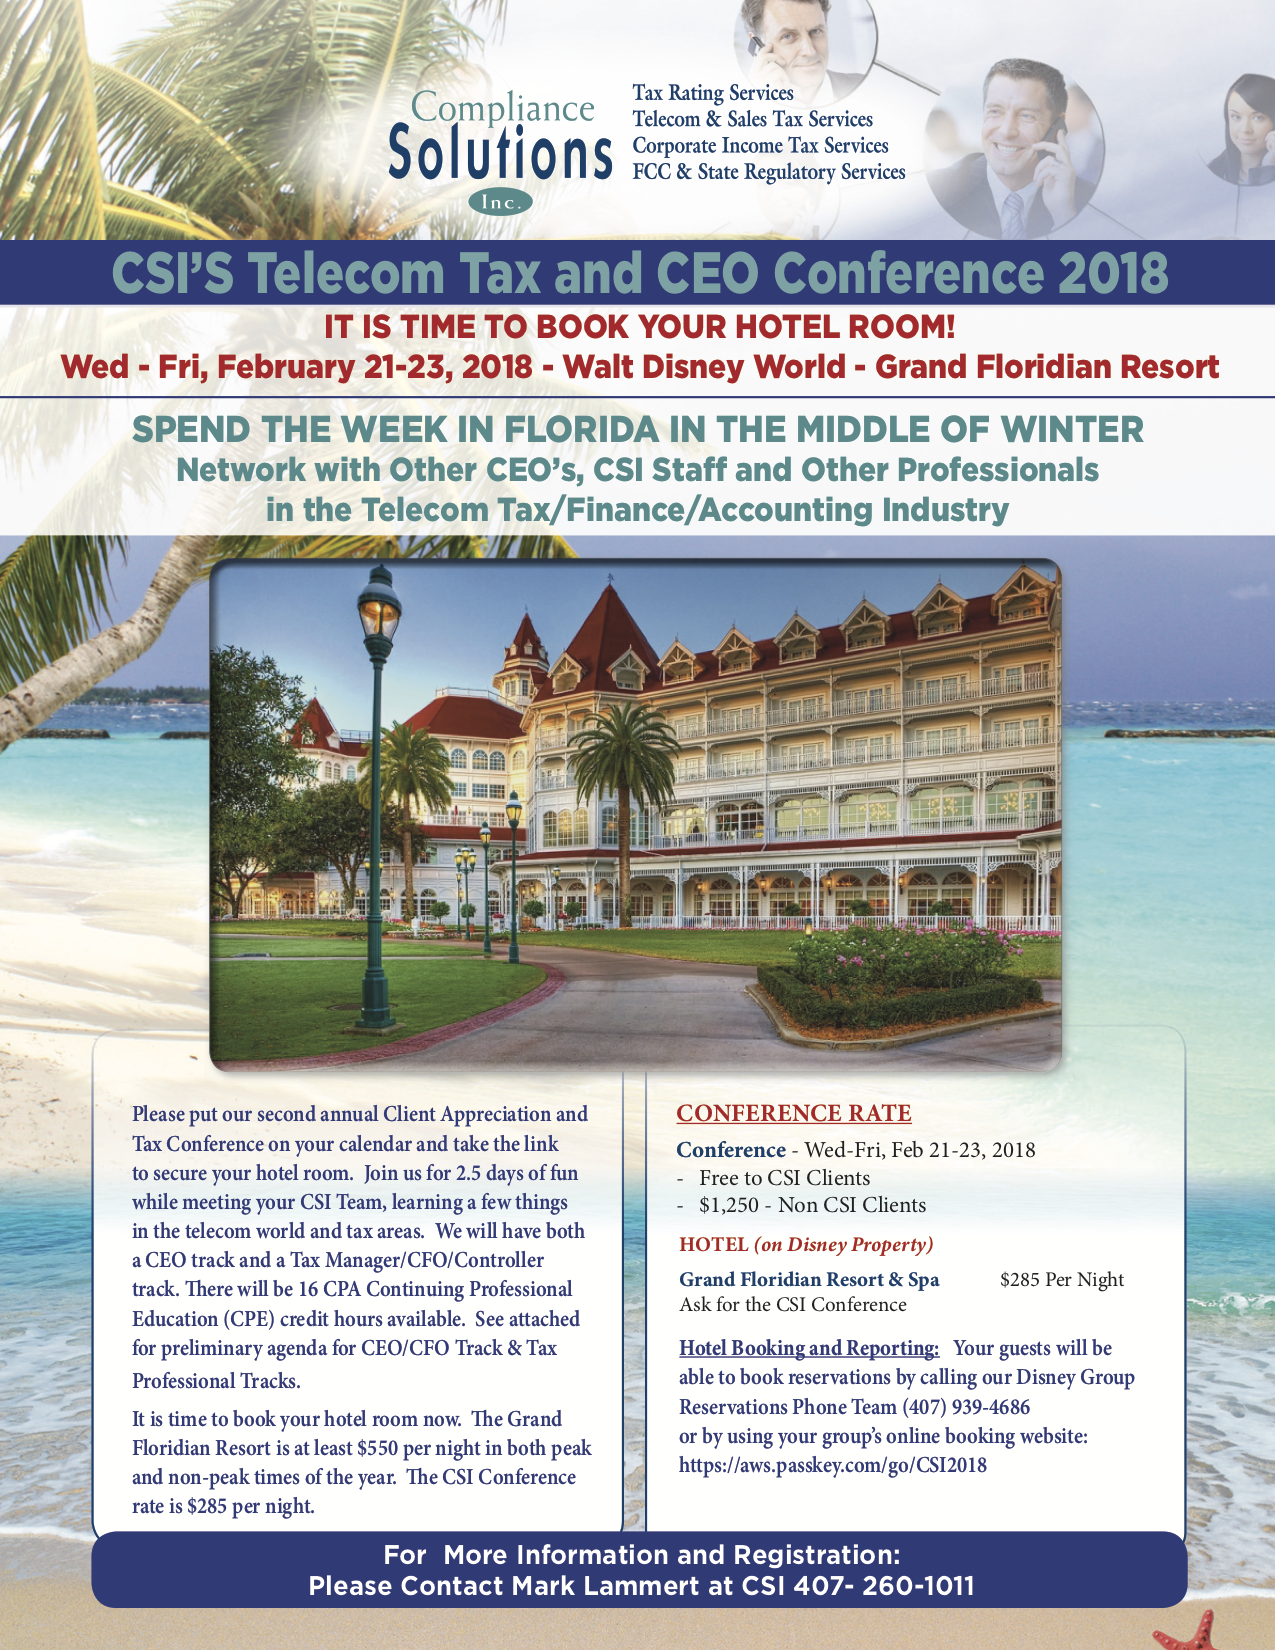 Compliance
Solutions
Inc.
Tax Rating Services
Telecom & Sales Tax Services
Corporate Income Tax Services
FCC & State Regulatory Services
CSI'S Telecom Tax and CEO Conference 2018
IT IS TIME TO BOOK YOUR HOTEL ROOM!
Wed - Fri, February 21-23, 2018 - Walt Disney World - Grand Floridian Resort
SPEND THE WEEK IN FLORIDA IN THE MIDDLE OF WINTER
Network with Other CEO's, CSI Staff and Other Professionals
in the Telecom Tax/Finance/Accounting Industry
Please put our second annual Client Appreciation and
Tax Conference on your calendar and take the link
to secure your hotel room.  Join us for 2.5 days of fun
while meeting your CSI Team, learning a few things
in the telecom world and tax areas.  We will have both
a CEO track and a Tax Manager/CFO/Controller
track. There will be 16 CPA Continuing Professional
Education (CPE) credit hours available.  See attached
for preliminary agenda for CEO/CFO Track & Tax
Professional Tracks.
It is time to book your hotel room now.  The Grand
Floridian Resort is at least $550 per night in both peak
and non-peak times of the year.  The CSI Conference
rate is $285 per night.
CONFERENCE RATE
Conference - Wed-Fri, Feb 21-23, 2018
- Free to CSI Clients
- $1,250 - Non CSI Clients
HOTEL (on Disney Property)
Grand Floridian Resort & Spa $285 Per Night
Ask for the CSI Conference
Hotel Booking and Reporting:  Your guests will be
able to book reservations by calling our Disney Group
Reservations Phone Team (407) 939-4686
or by using your group's online booking website:
https://aws.passkey.com/go/CSI2018
For  More Information and Registration:
Please Contact Mark Lammert at CSI 407- 260-1011